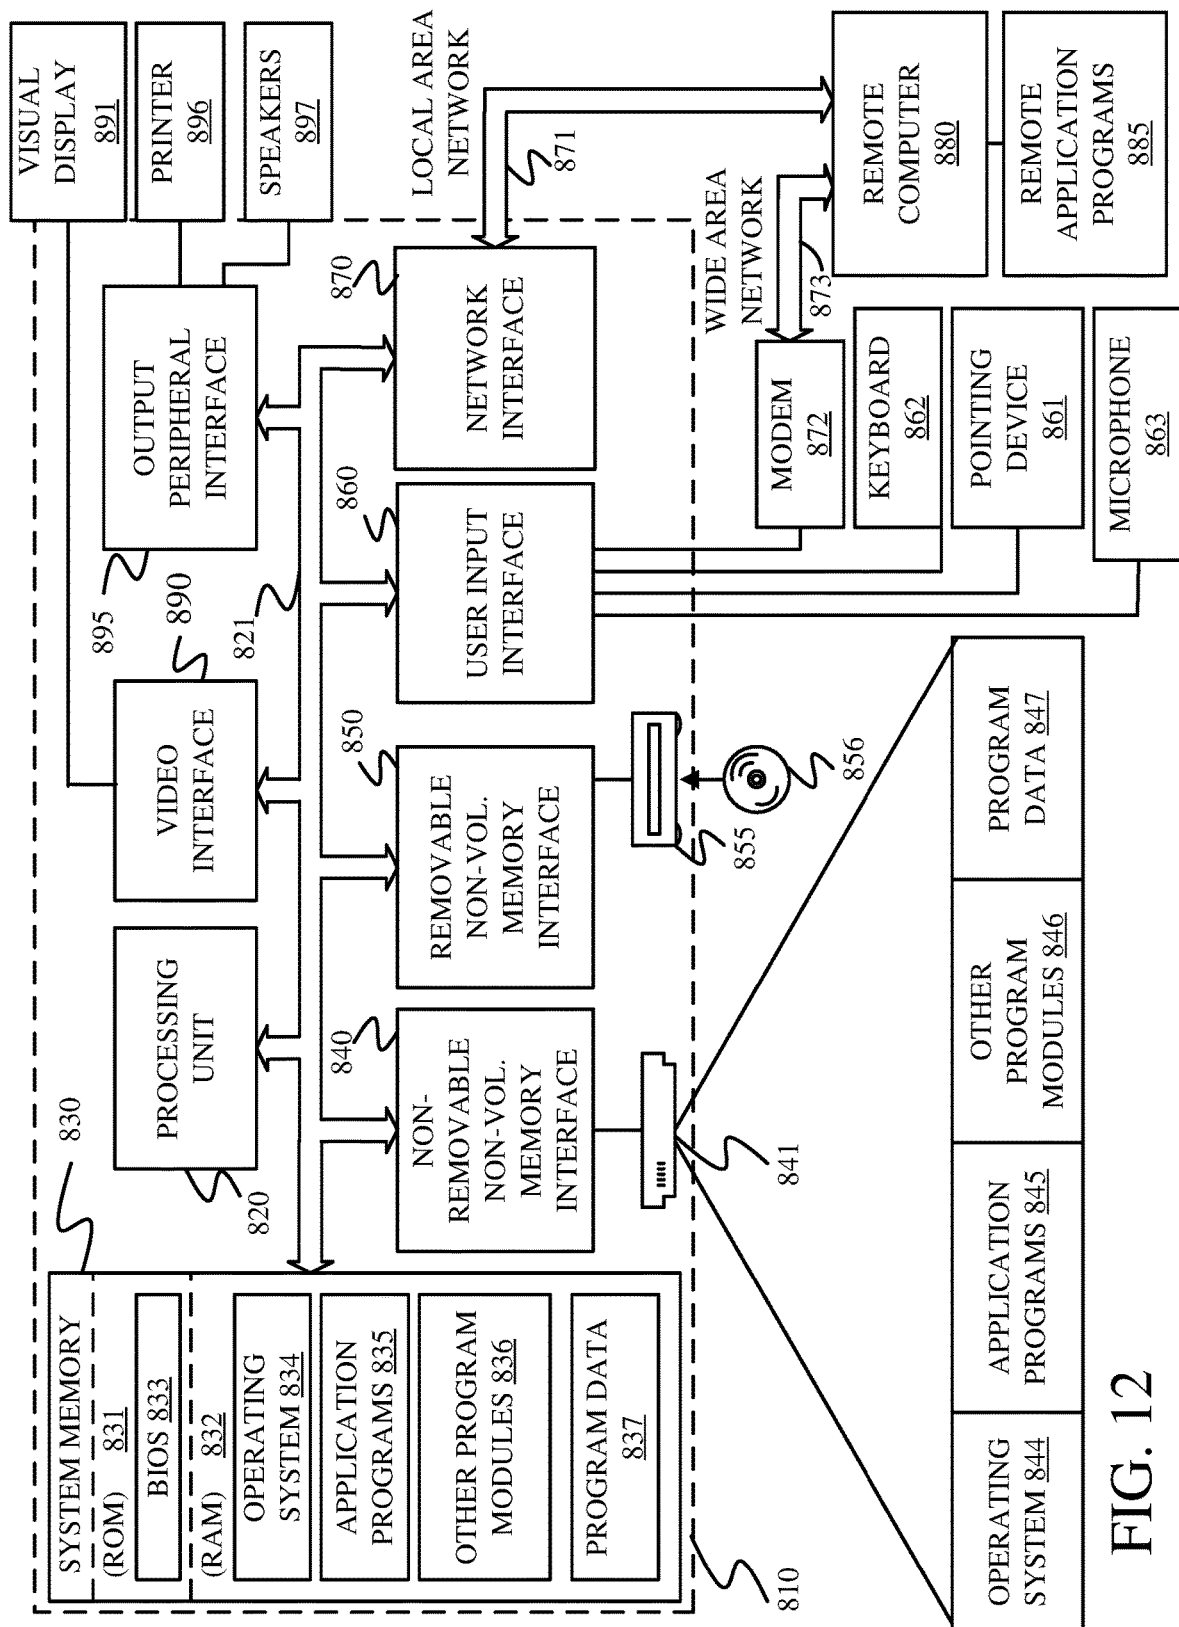 SYSTEM MEMORY
(ROM) 831
BIOS 833
(RAM) 832
OPERATING
SYSTEM 834
APPLICATION
PROGRAMS 835
OTHER PROGRAM
MODULES 836
PROGRAM DATA
837
830
810
PROCESSING
UNIT
820
VIDEO
INTERFACE
890
OUTPUT
PERIPHERAL
INTERFACE
895
821
VISUAL
DISPLAY
891
PRINTER
896
SPEAKERS
897
NON-
REMOVABLE
NON-VOL.
MEMORY
INTERFACE
840
REMOVABLE
NON-VOL.
MEMORY
INTERFACE
850
USER INPUT
INTERFACE
860
NETWORK
INTERFACE
870
LOCAL AREA
NETWORK
871
841
855
856
WIDE AREA
NETWORK
873
MODEM
872
KEYBOARD
862
POINTING
DEVICE
861
MICROPHONE
863
REMOTE
COMPUTER
880
REMOTE
APPLICATION
PROGRAMS
885
OPERATING
SYSTEM 844
APPLICATION
PROGRAMS 845
OTHER
PROGRAM
MODULES 846
PROGRAM
DATA 847
FIG. 12